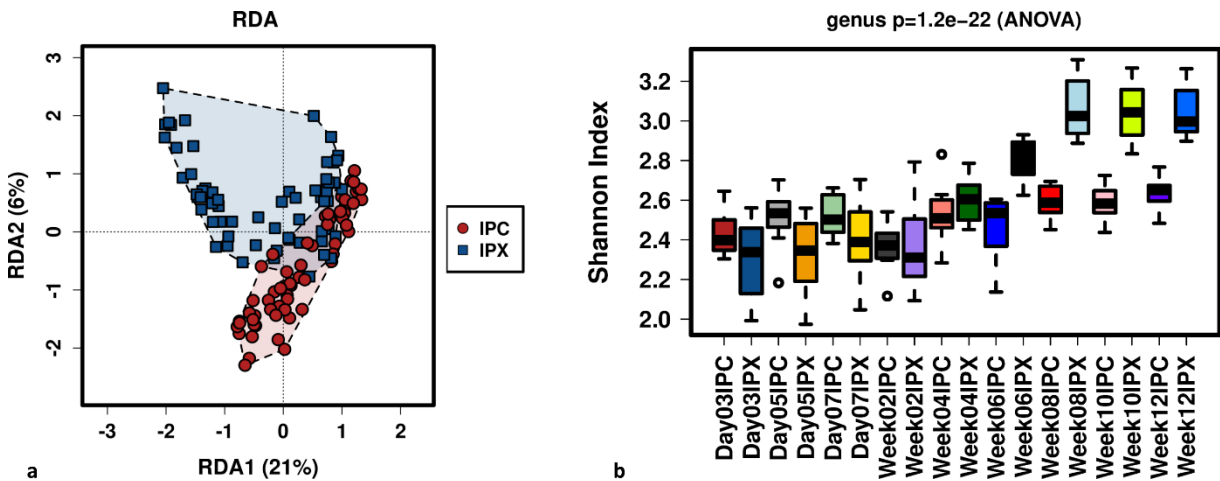 RDA
RDA2 (6%)
3
2
1
0
-1
-2
-3 -2 -1 0 1 2
RDA1 (21%)
IPC
IPX
a
genus p=1.2e−22 (ANOVA)
Shannon Index
3.2
3.0
2.8
2.6
2.4
2.2
2.0
Day03IPC
Day03IPX
Day05IPC
Day05IPX
Day07IPC
Day07IPX
Week02IPC
Week02IPX
Week04IPC
Week04IPX
Week06IPC
Week06IPX
Week08IPC
Week08IPX
Week10IPC
Week10IPX
Week12IPC
Week12IPX
b